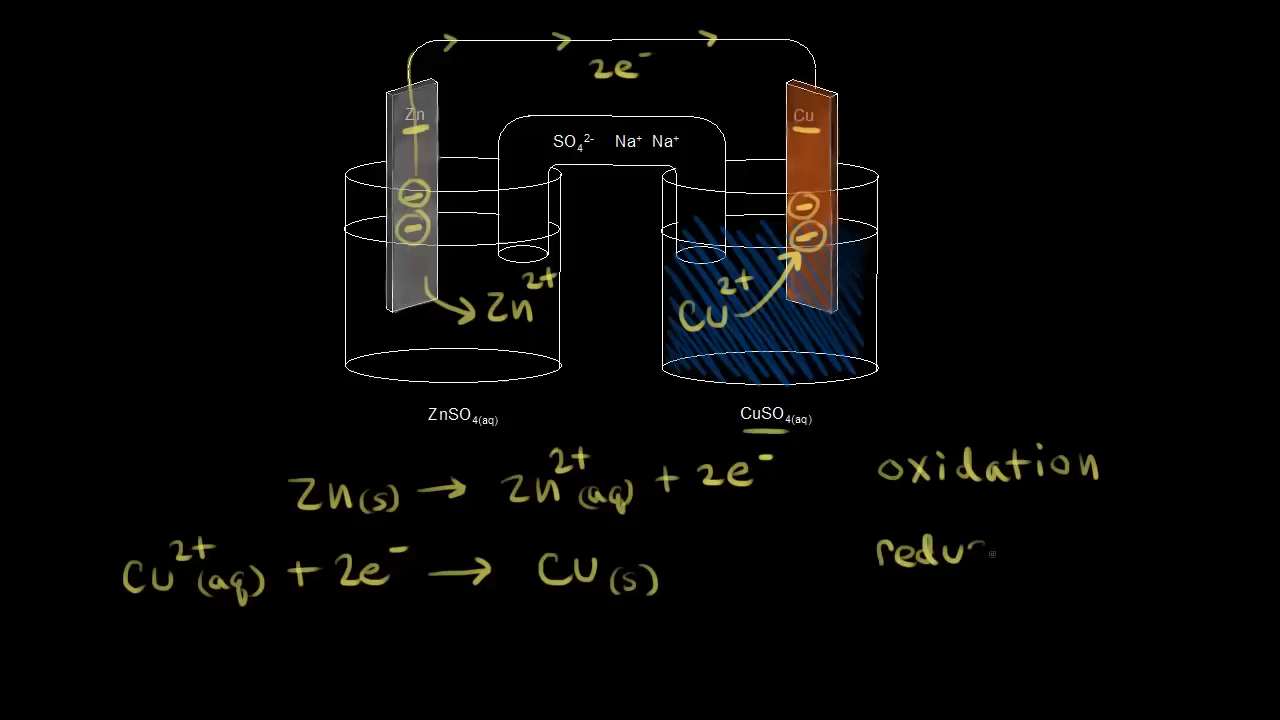 2e⁻
Zn
Cu
SO₄²⁻ Na⁺ Na⁺
Zn²⁺
Cu²⁺
ZnSO₄(aq)
CuSO₄(aq)
Zn(s) → Zn²⁺(aq) + 2e⁻ oxidation
Cu²⁺(aq) + 2e⁻ → Cu(s) redu